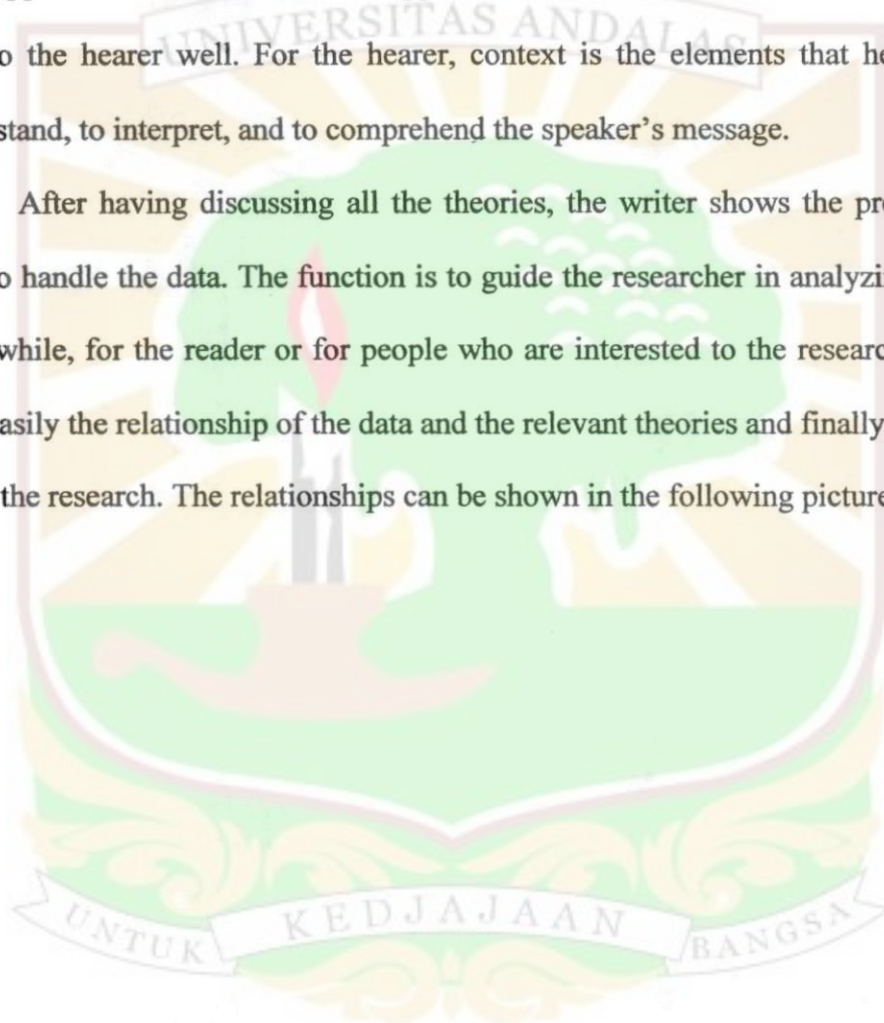 UNIVERSITAS ANDALAS
o the hearer well. For the hearer, context is the elements that he
stand, to interpret, and to comprehend the speaker's message.
After having discussing all the theories, the writer shows the pr
o handle the data. The function is to guide the researcher in analyzi
while, for the reader or for people who are interested to the researc
asily the relationship of the data and the relevant theories and finally
the research. The relationships can be shown in the following picture
UNTUK KEDJAJAAN BANGSA